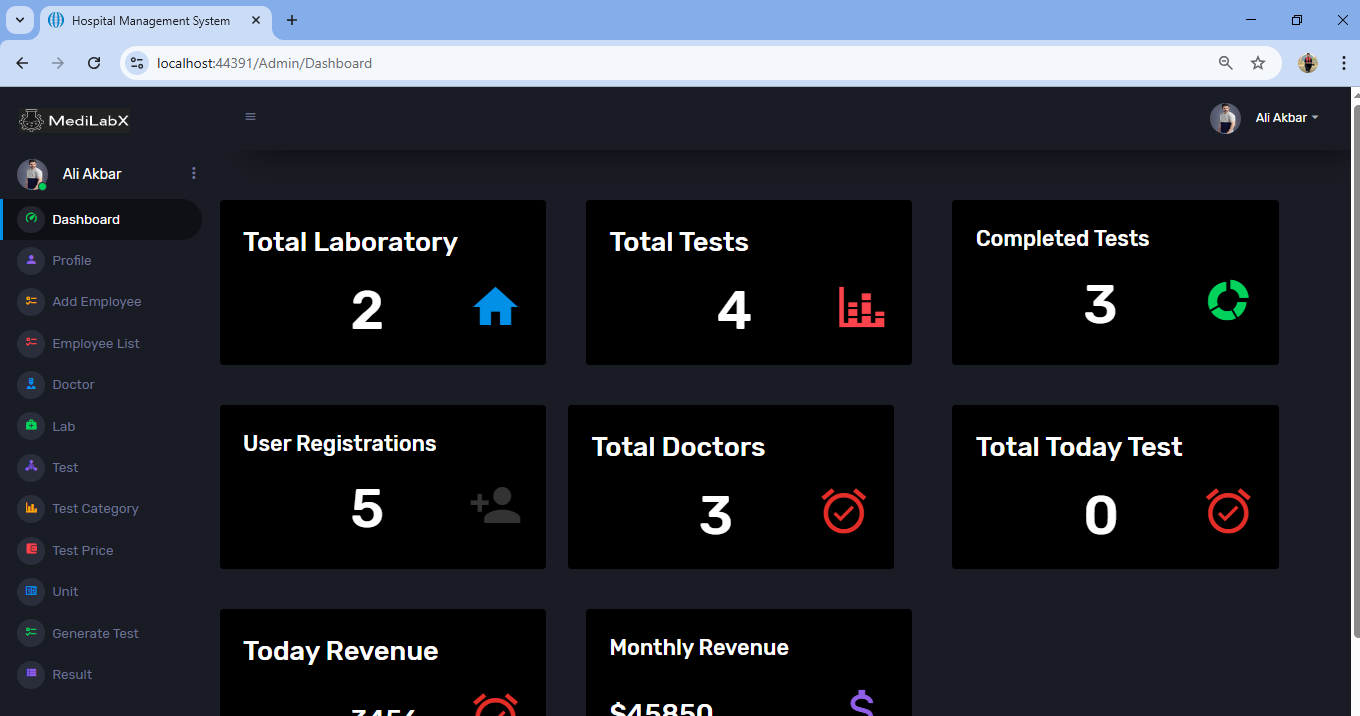 Hospital Management System
localhost:44391/Admin/Dashboard
MediLabX
Ali Akbar
Ali Akbar
Dashboard
Profile
Add Employee
Employee List
Doctor
Lab
Test
Test Category
Test Price
Unit
Generate Test
Result
Total Laboratory
2
Total Tests
4
Completed Tests
3
User Registrations
5
Total Doctors
3
Total Today Test
0
Today Revenue
Monthly Revenue
$45850